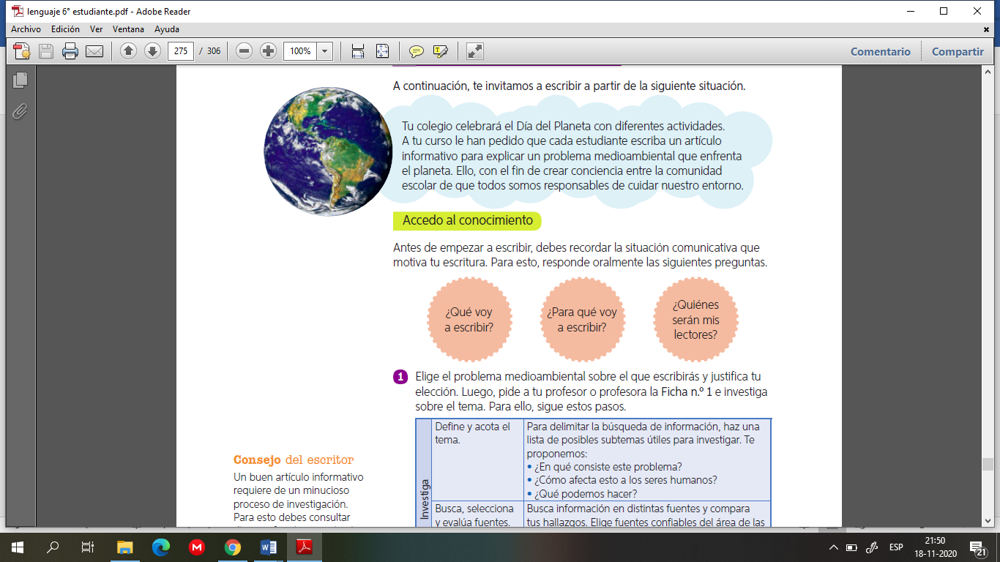 lenguaje 6° estudiante.pdf - Adobe Reader
Archivo Edición Ver Ventana Ayuda
275 / 306 100% Comentario Compartir
A continuación, te invitamos a escribir a partir de la siguiente situación.
Tu colegio celebrará el Día del Planeta con diferentes actividades.
A tu curso le han pedido que cada estudiante escriba un artículo
informativo para explicar un problema medioambiental que enfrenta
el planeta. Ello, con el fin de crear conciencia entre la comunidad
escolar de que todos somos responsables de cuidar nuestro entorno.
Accedo al conocimiento
Antes de empezar a escribir, debes recordar la situación comunicativa que
motiva tu escritura. Para esto, responde oralmente las siguientes preguntas.
¿Qué voy
a escribir?
¿Para qué voy
a escribir?
¿Quiénes
serán mis
lectores?
1 Elige el problema medioambiental sobre el que escribirás y justifica tu
elección. Luego, pide a tu profesor o profesora la Ficha n.º 1 e investiga
sobre el tema. Para ello, sigue estos pasos.
Investiga
Define y acota el
tema.
Para delimitar la búsqueda de información, haz una
lista de posibles subtemas útiles para investigar. Te
proponemos:
• ¿En qué consiste este problema?
• ¿Cómo afecta esto a los seres humanos?
• ¿Qué podemos hacer?
Busca, selecciona
y evalúa fuentes.
Busca información en distintas fuentes y compara
tus hallazgos. Elige fuentes confiables del área de las
Consejo del escritor
Un buen artículo informativo
requiere de un minucioso
proceso de investigación.
Para esto debes consultar
ESP
21:50
18-11-2020
21